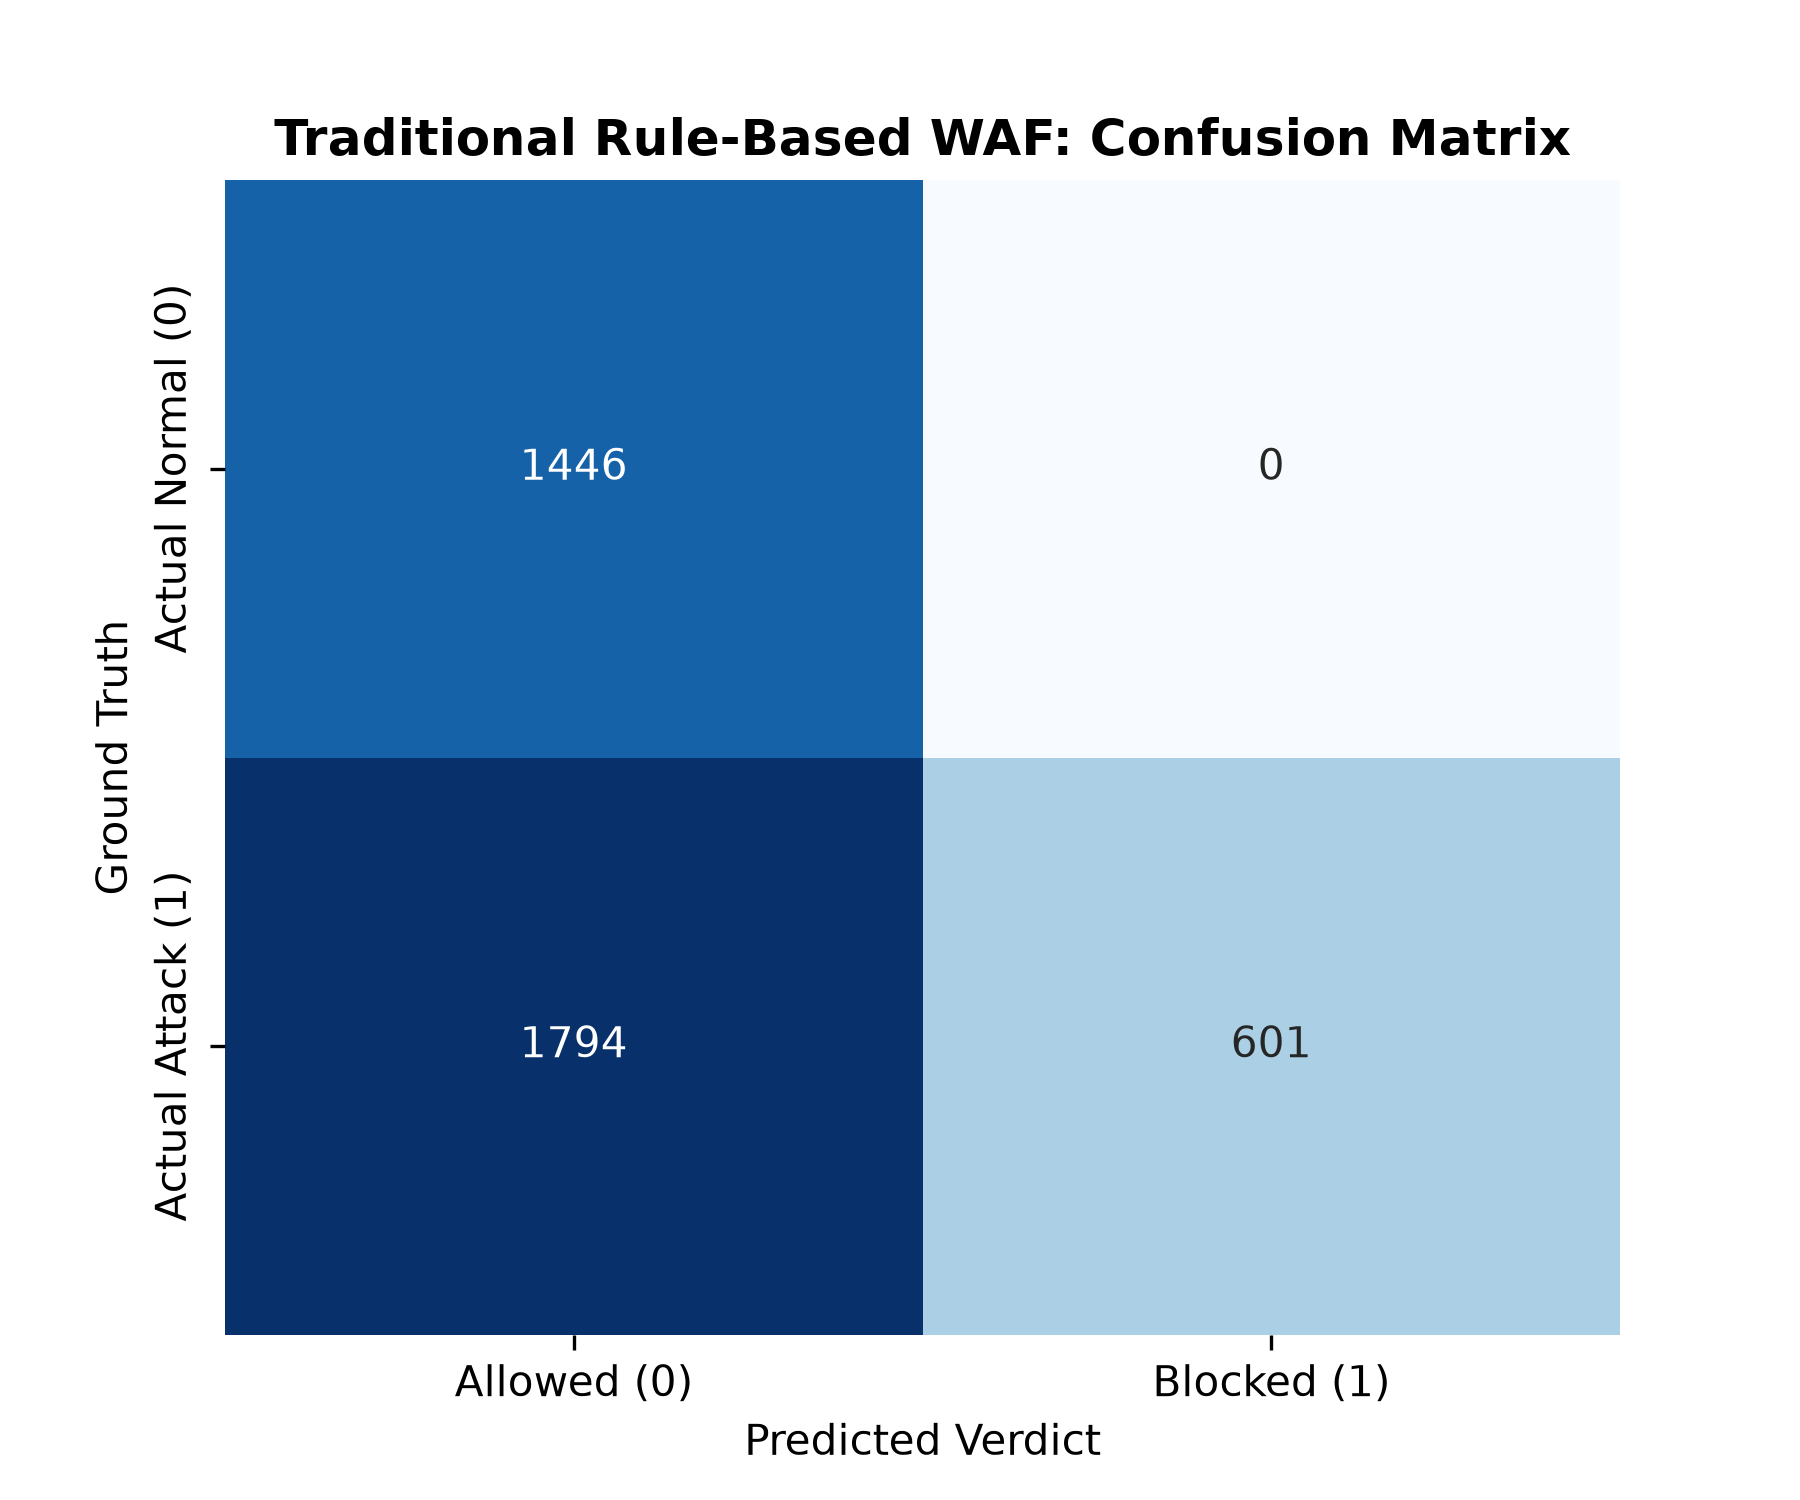 Traditional Rule-Based WAF: Confusion Matrix
Ground Truth
Actual Normal (0)
1446
0
Actual Attack (1)
1794
601
Allowed (0)
Blocked (1)
Predicted Verdict